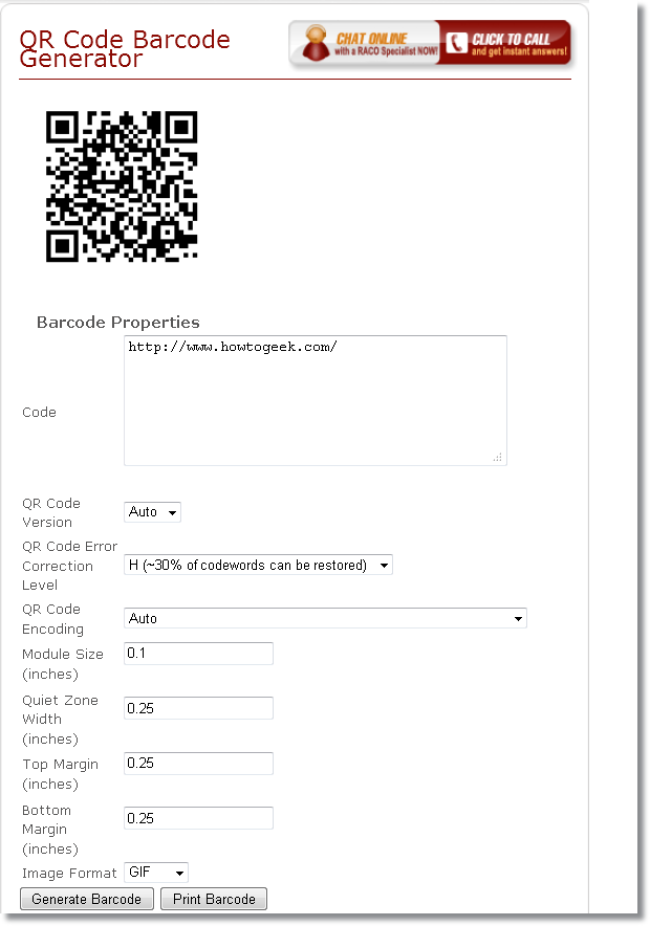 QR Code Barcode
Generator
CHAT ONLINE
with a RACO Specialist NOW!
CLICK TO CALL
and get instant answers!
Barcode Properties
Code
http://www.howtogeek.com/
QR Code
Version
Auto
QR Code Error
Correction
Level
H (~30% of codewords can be restored)
QR Code
Encoding
Auto
Module Size
(inches)
0.1
Quiet Zone
Width
(inches)
0.25
Top Margin
(inches)
0.25
Bottom
Margin
(inches)
0.25
Image Format
GIF
Generate Barcode
Print Barcode